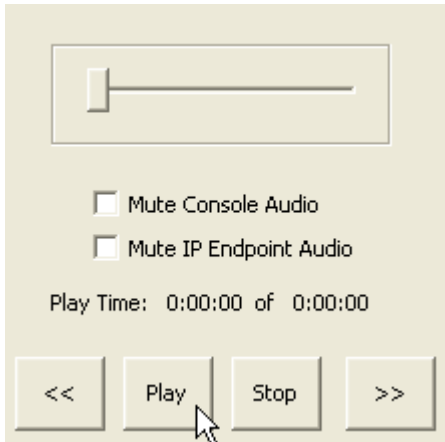 Mute Console Audio
Mute IP Endpoint Audio
Play Time: 0:00:00 of 0:00:00
<< Play Stop >>